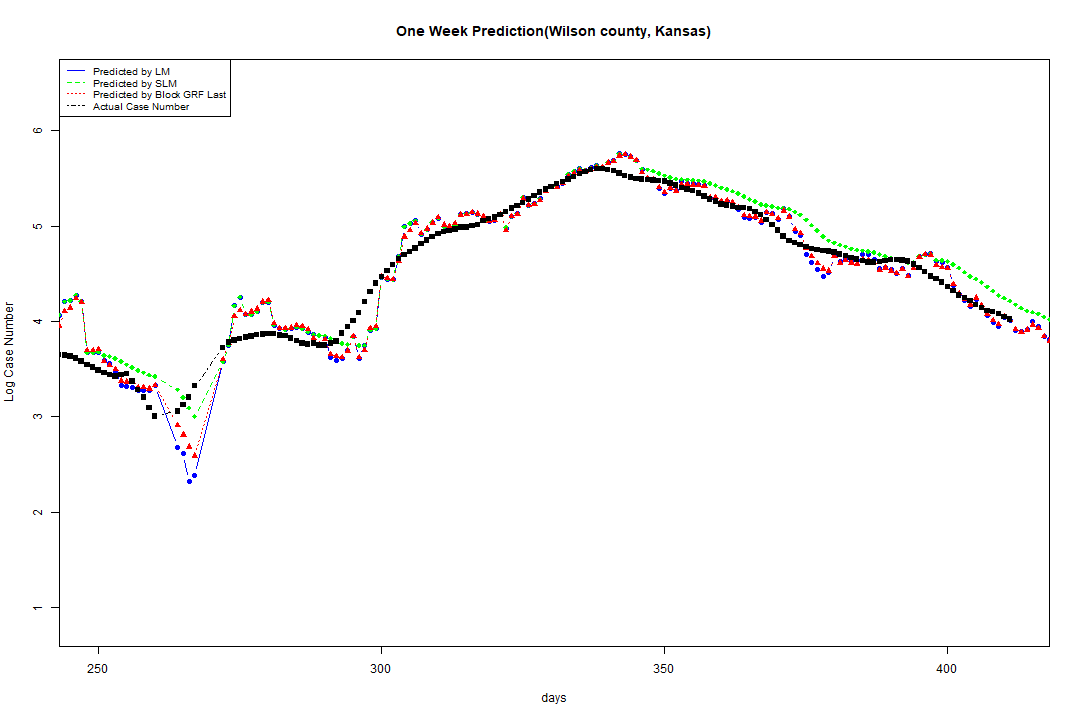 One Week Prediction(Wilson county, Kansas)
Predicted by LM
Predicted by SLM
Predicted by Block GRF Last
Actual Case Number
6
5
4
3
2
1
Log Case Number
250 300 350 400
days